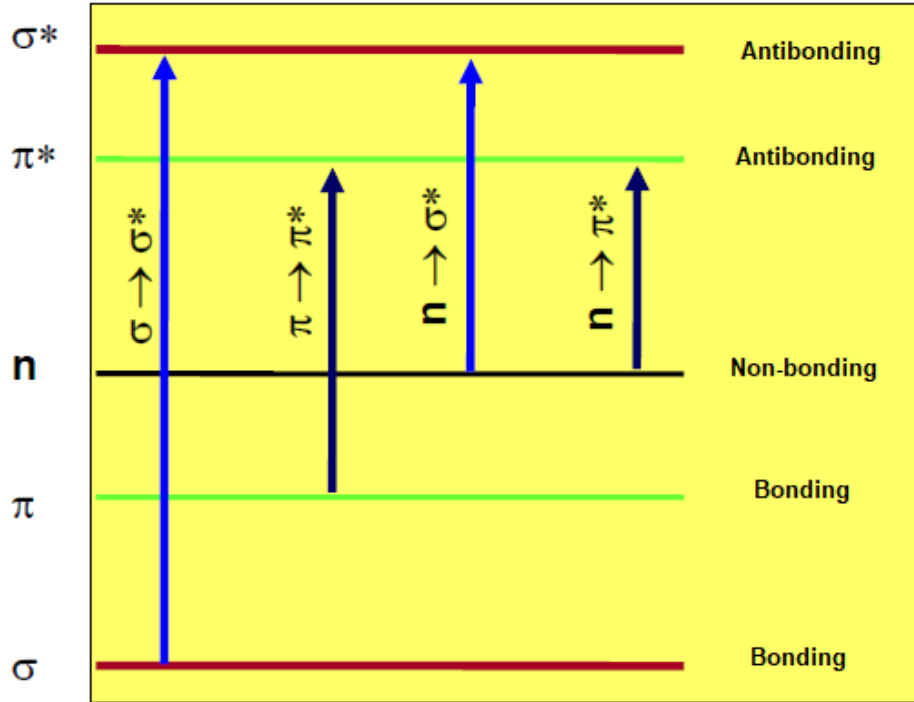 σ*
Antibonding
π*
Antibonding
σ → σ*
π → π*
n → σ*
n → π*
n
Non-bonding
π
Bonding
σ
Bonding